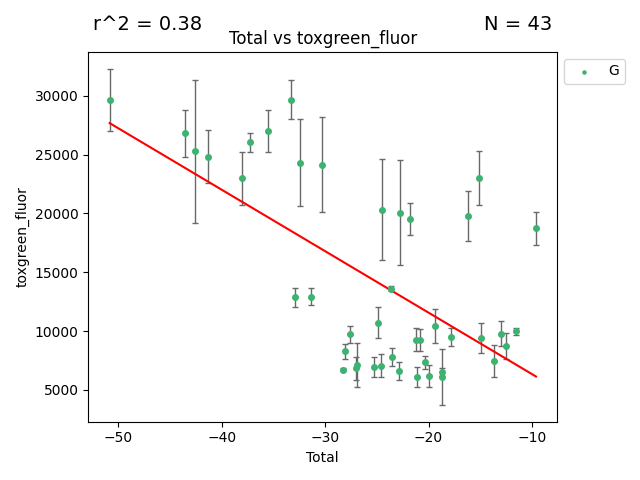 r^2 = 0.38
N = 43
Total vs toxgreen_fluor
G
30000
25000
20000
15000
10000
5000
toxgreen_fluor
−50
−40
−30
−20
−10
Total